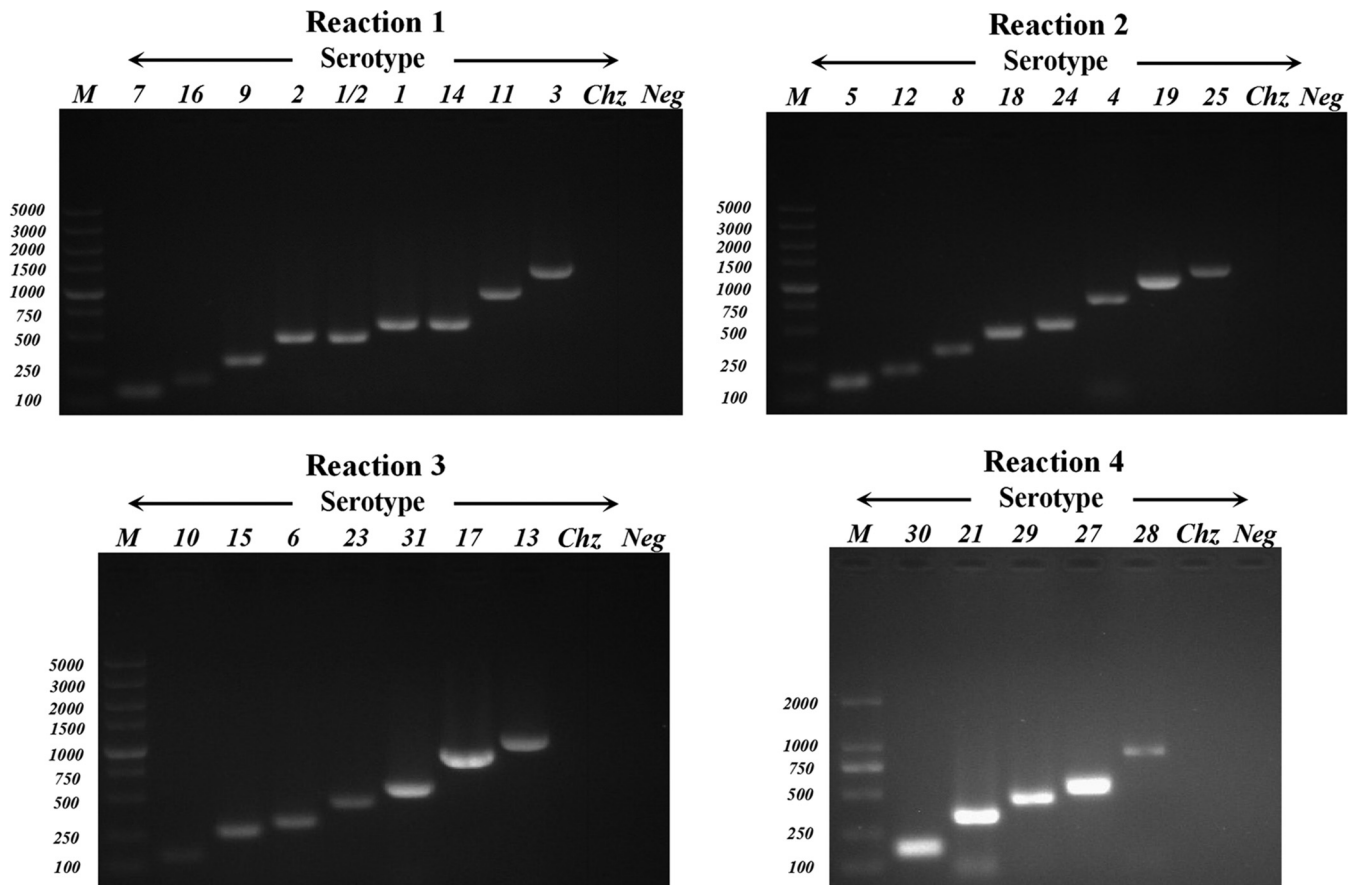 Reaction 1
Serotype
M 7 16 9 2 1/2 1 14 11 3 Chz Neg
5000
3000
2000
1500
1000
750
500
250
100
Reaction 2
Serotype
M 5 12 8 18 24 4 19 25 Chz Neg
5000
3000
2000
1500
1000
750
500
250
100
Reaction 3
Serotype
M 10 15 6 23 31 17 13 Chz Neg
5000
3000
2000
1500
1000
750
500
250
100
Reaction 4
Serotype
M 30 21 29 27 28 Chz Neg
2000
1000
750
500
250
100